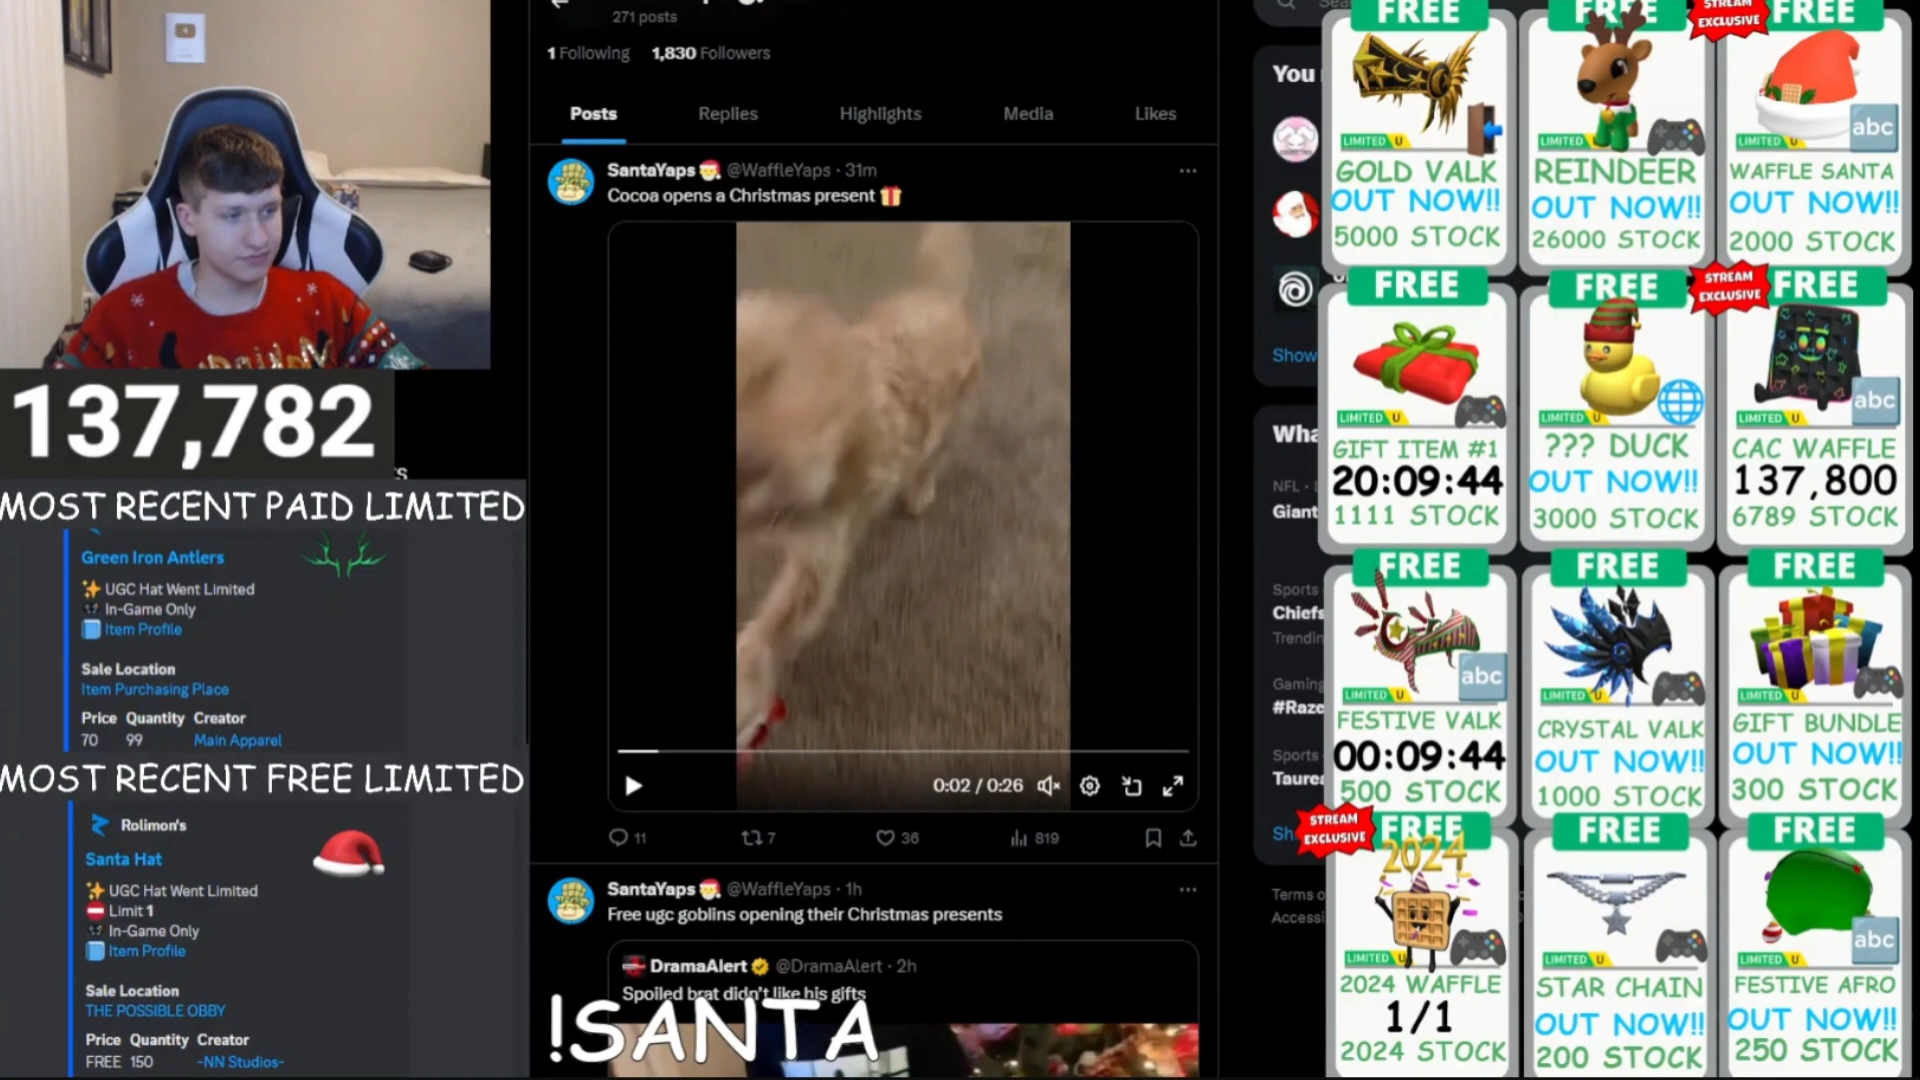 271 posts
1 Following 1,830 Followers
Posts Replies Highlights Media Likes
SantaYaps @WaffleYaps · 31m
Cocoa opens a Christmas present
0:02 / 0:26
11 7 36 819
SantaYaps @WaffleYaps · 1h
Free ugc goblins opening their Christmas presents
DramaAlert @DramaAlert · 2h
Spoiled brat didn't like his gifts
!SANTA
137,782
MOST RECENT PAID LIMITED
Green Iron Antlers
UGC Hat Went Limited
In-Game Only
Item Profile
Sale Location
Item Purchasing Place
Price Quantity Creator
70 99 Main Apparel
MOST RECENT FREE LIMITED
Rolimon's
Santa Hat
UGC Hat Went Limited
Limit 1
In-Game Only
Item Profile
Sale Location
THE POSSIBLE OBBY
Price Quantity Creator
FREE 150 -NN Studios-
You
Show
NFL
Giant
Sports
Chiefs
Trendin
Gaming
#Raze
Sports
Taurea
Sh
Terms o
Accessi
FREE
LIMITED U
GOLD VALK
OUT NOW!!
5000 STOCK
FREE
LIMITED U
REINDEER
OUT NOW!!
26000 STOCK
STREAM EXCLUSIVE
FREE
LIMITED U
abc
WAFFLE SANTA
OUT NOW!!
2000 STOCK
FREE
LIMITED U
GIFT ITEM #1
20:09:44
1111 STOCK
FREE
LIMITED U
??? DUCK
OUT NOW!!
3000 STOCK
STREAM EXCLUSIVE
FREE
LIMITED U
abc
CAC WAFFLE
137,800
6789 STOCK
FREE
LIMITED U
abc
FESTIVE VALK
00:09:44
500 STOCK
FREE
LIMITED U
CRYSTAL VALK
OUT NOW!!
1000 STOCK
FREE
LIMITED U
GIFT BUNDLE
OUT NOW!!
300 STOCK
STREAM EXCLUSIVE
FREE
2024
LIMITED U
2024 WAFFLE
1/1
2024 STOCK
FREE
LIMITED U
STAR CHAIN
OUT NOW!!
200 STOCK
FREE
LIMITED U
abc
FESTIVE AFRO
OUT NOW!!
250 STOCK